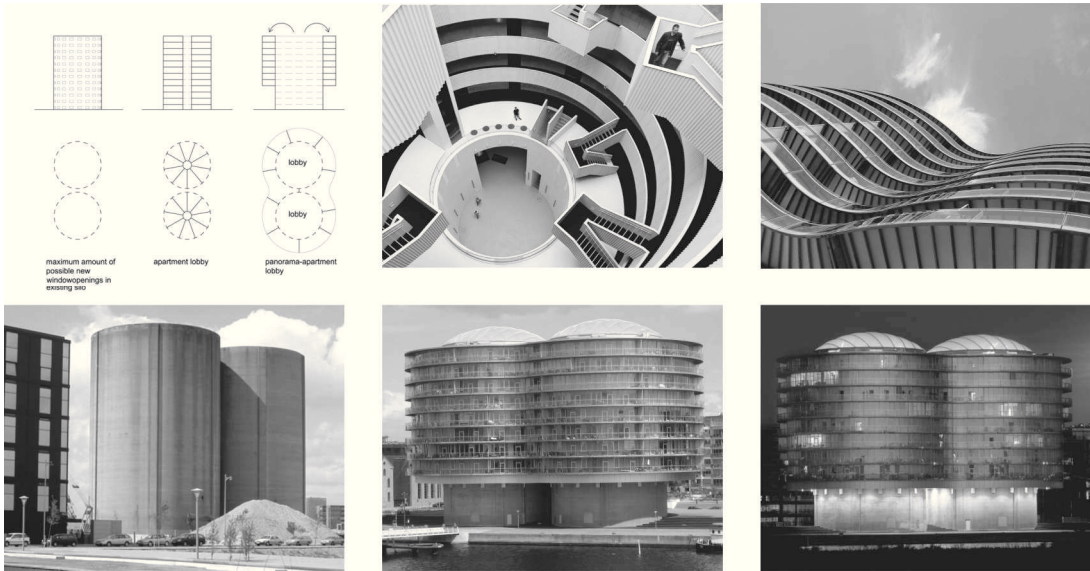 lobby
lobby
maximum amount of
possible new
windowopenings in
existing silo
apartment lobby
panorama-apartment
lobby